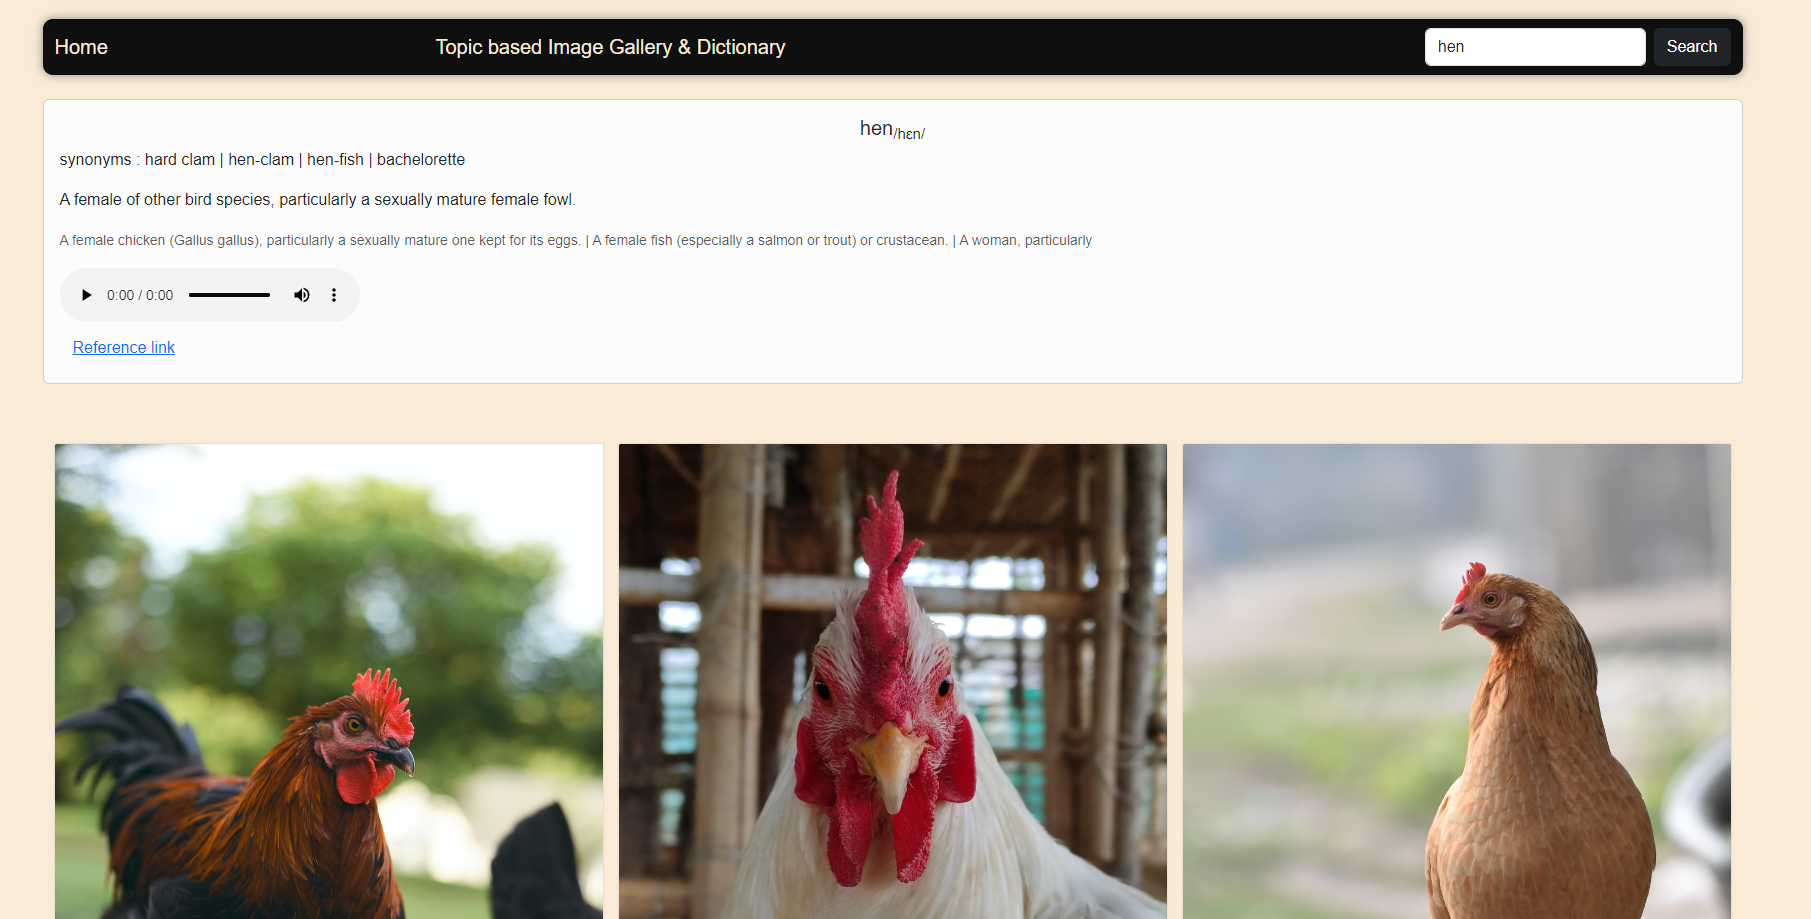 Home
Topic based Image Gallery & Dictionary
hen
Search
hen/hɛn/
synonyms : hard clam | hen-clam | hen-fish | bachelorette
A female of other bird species, particularly a sexually mature female fowl.
A female chicken (Gallus gallus), particularly a sexually mature one kept for its eggs. | A female fish (especially a salmon or trout) or crustacean. | A woman, particularly
0:00 / 0:00
Reference link